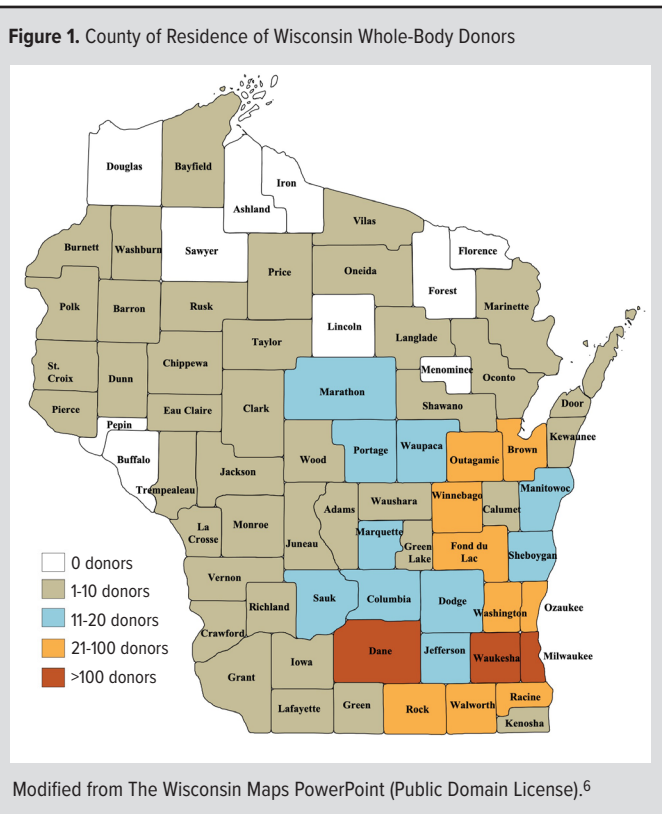 Figure 1. County of Residence of Wisconsin Whole-Body Donors
Douglas
Bayfield
Iron
Ashland
Vilas
Florence
Burnett
Washburn
Sawyer
Price
Oneida
Forest
Marinette
Polk
Barron
Rusk
Lincoln
Langlade
Taylor
Chippewa
St.
Croix
Dunn
Menominee
Oconto
Marathon
Pierce
Eau Claire
Clark
Shawano
Door
Pepin
Kewaunee
Buffalo
Wood
Portage
Waupaca
Outagamie
Brown
Trempealeau
Jackson
Manitowoc
Winnebago
Adams
Waushara
Calumet
La
Crosse
Monroe
Juneau
Marquette
Green
Lake
Fond du
Lac
Sheboygan
0 donors
1-10 donors
11-20 donors
21-100 donors
>100 donors
Vernon
Richland
Sauk
Columbia
Dodge
Washington
Ozaukee
Crawford
Dane
Jefferson
Waukesha
Milwaukee
Grant
Iowa
Lafayette
Green
Rock
Walworth
Racine
Kenosha
Modified from The Wisconsin Maps PowerPoint (Public Domain License).6